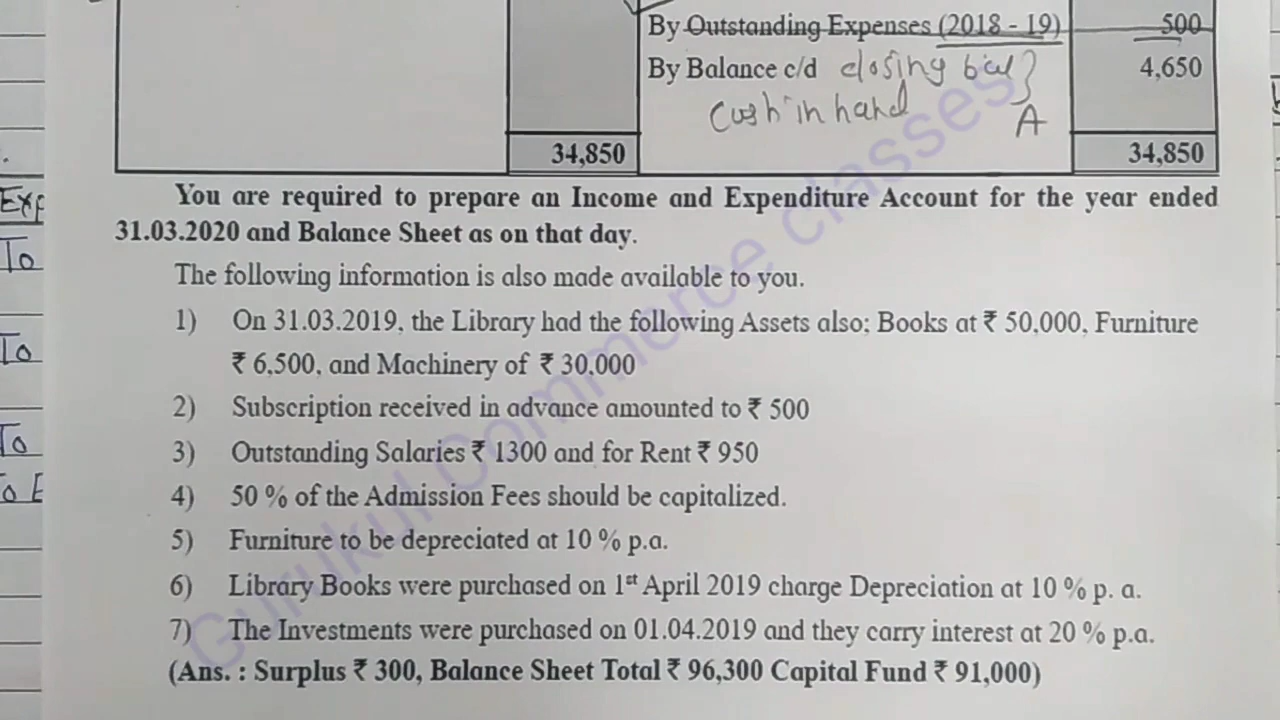 By Outstanding Expenses (2018 - 19) 500
By Balance c/d closing bal 4,650
cash in hand A
34,850 34,850
Exp
To
To
To
You are required to prepare an Income and Expenditure Account for the year ended
31.03.2020 and Balance Sheet as on that day.
The following information is also made available to you.
1) On 31.03.2019, the Library had the following Assets also; Books at ₹ 50,000, Furniture
₹ 6,500, and Machinery of ₹ 30,000
2) Subscription received in advance amounted to ₹ 500
3) Outstanding Salaries ₹ 1300 and for Rent ₹ 950
4) 50 % of the Admission Fees should be capitalized.
5) Furniture to be depreciated at 10 % p.a.
6) Library Books were purchased on 1st April 2019 charge Depreciation at 10 % p. a.
7) The Investments were purchased on 01.04.2019 and they carry interest at 20 % p.a.
(Ans. : Surplus ₹ 300, Balance Sheet Total ₹ 96,300 Capital Fund ₹ 91,000)
Gurukul Commerce classes